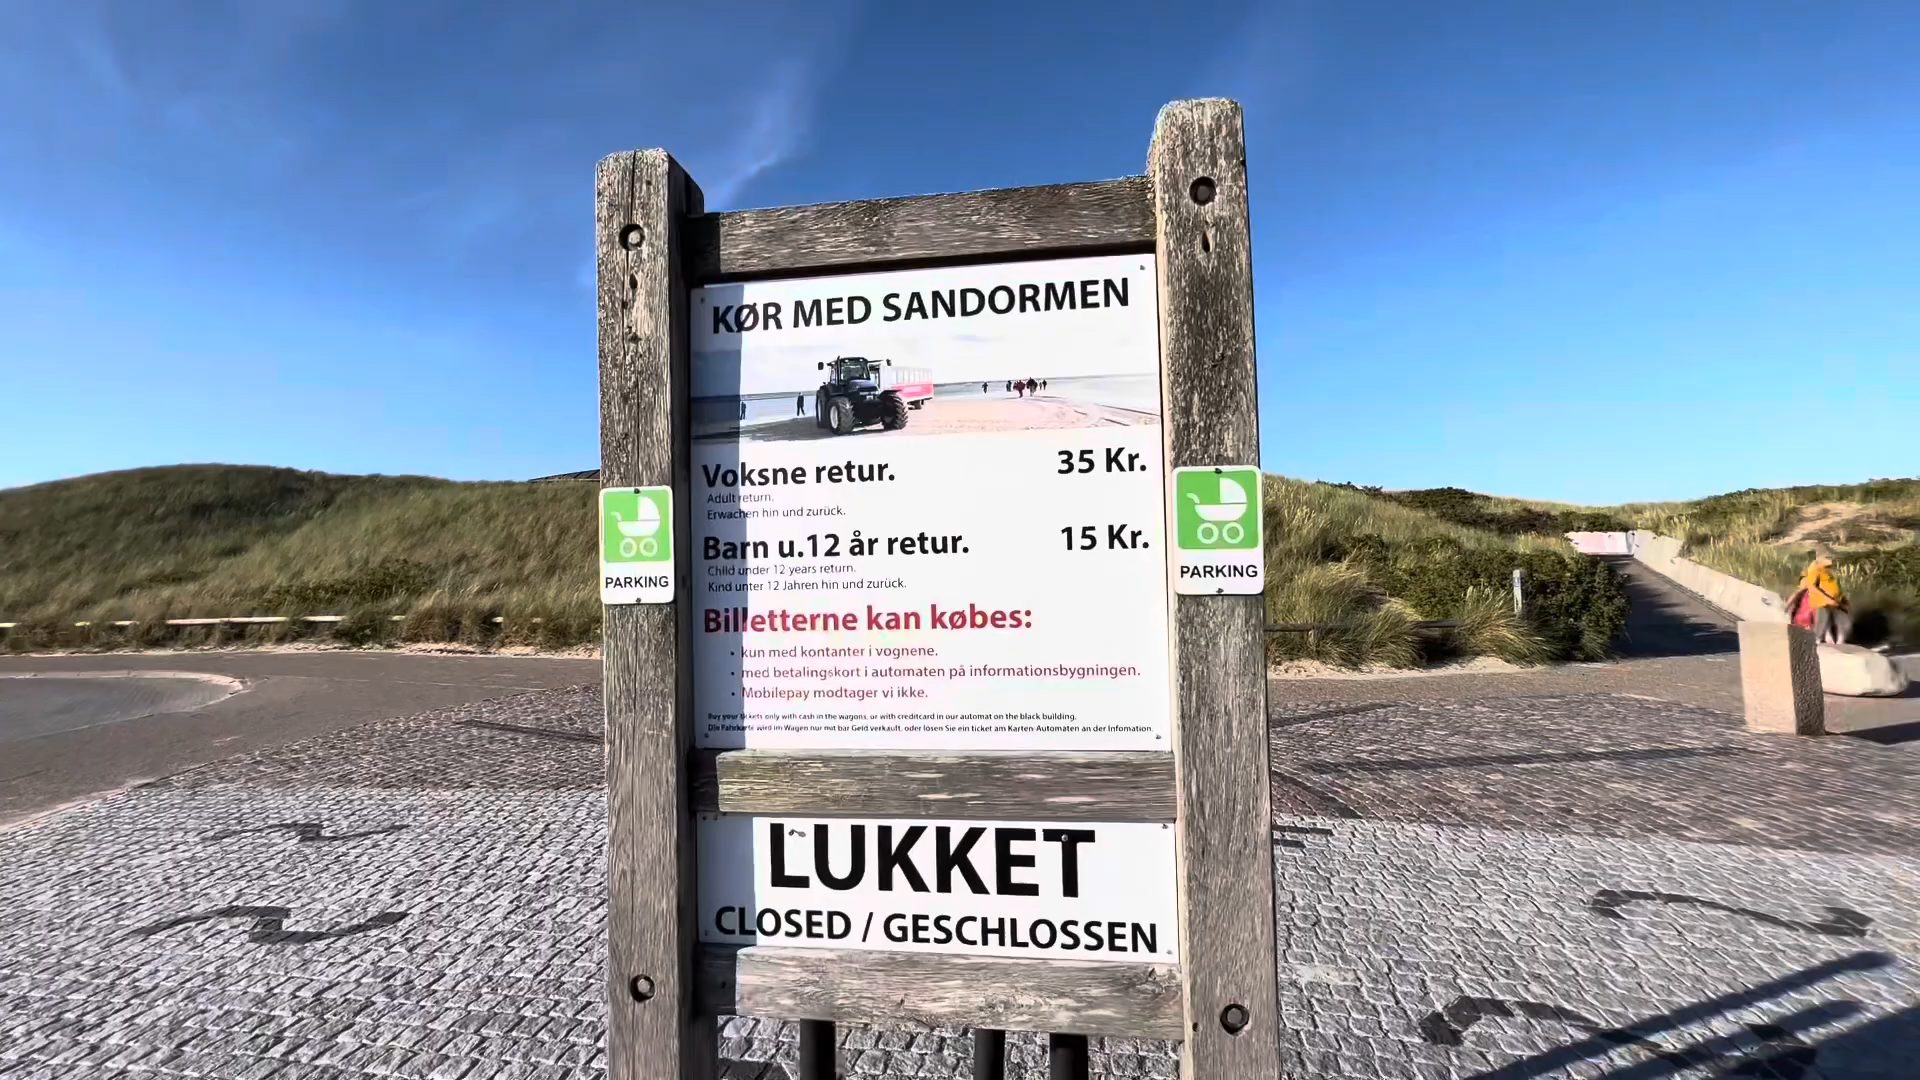 KØR MED SANDORMEN
Voksne retur. 35 Kr.
Adult return.
Erwachen hin und zurück.
Barn u.12 år retur. 15 Kr.
Child under 12 years return.
Kind unter 12 Jahren hin und zurück.
Billetterne kan købes:
• kun med kontanter i vognene.
• med betalingskort i automaten på informationsbygningen.
• Mobilepay modtager vi ikke.
Buy your tickets only with cash in the wagons, or with creditcard in our automat on the black building.
Die Fahrkarte wird im Wagen nur mit bar Geld verkauft, oder lösen Sie ein ticket am Karten-Automaten an der Infomation.
PARKING
PARKING
LUKKET
CLOSED / GESCHLOSSEN